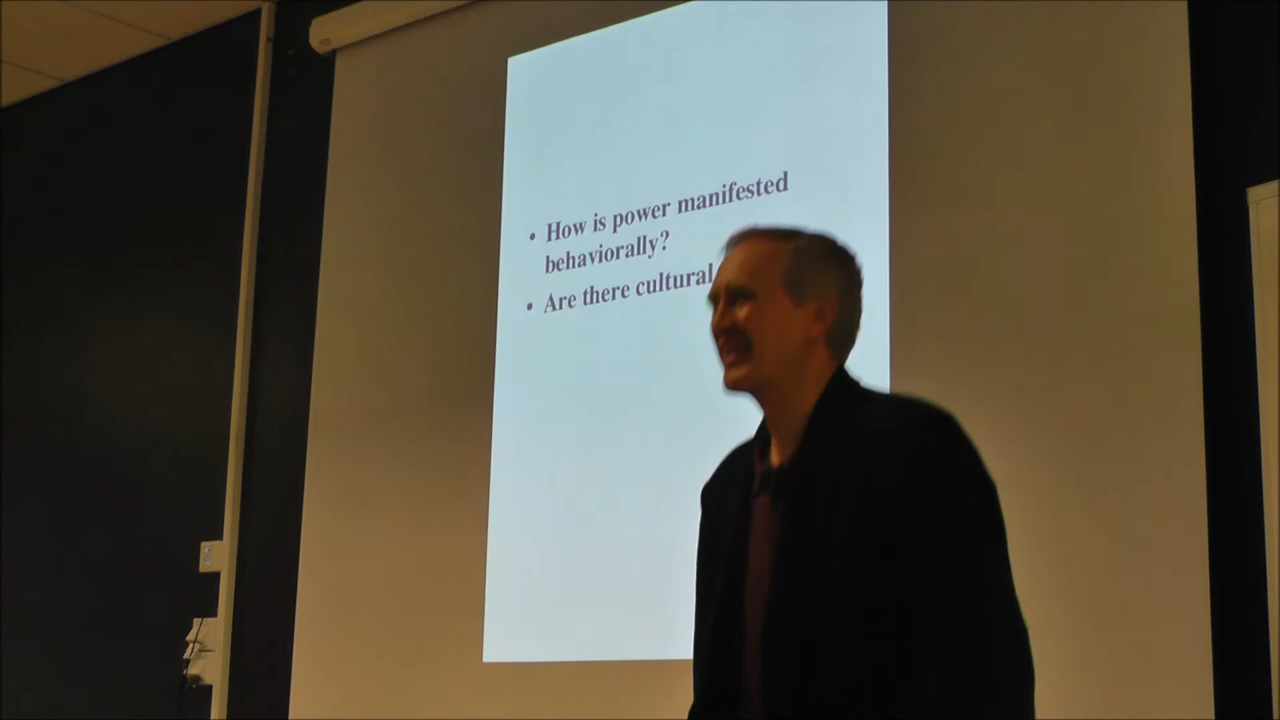 • How is power manifested
behaviorally?
• Are there cultural